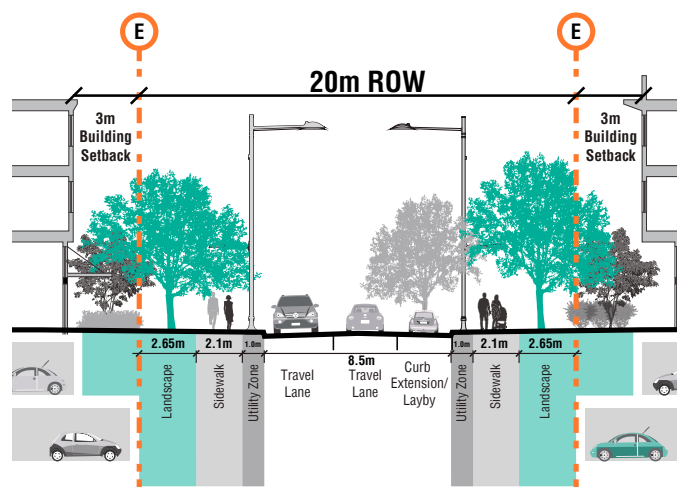 E
E
20m ROW
3m
Building
Setback
3m
Building
Setback
2.65m
2.1m
1.0m
8.5m
1.0m
2.1m
2.65m
Landscape
Sidewalk
Utility Zone
Travel
Lane
Travel
Lane
Curb
Extension/
Layby
Utility Zone
Sidewalk
Landscape